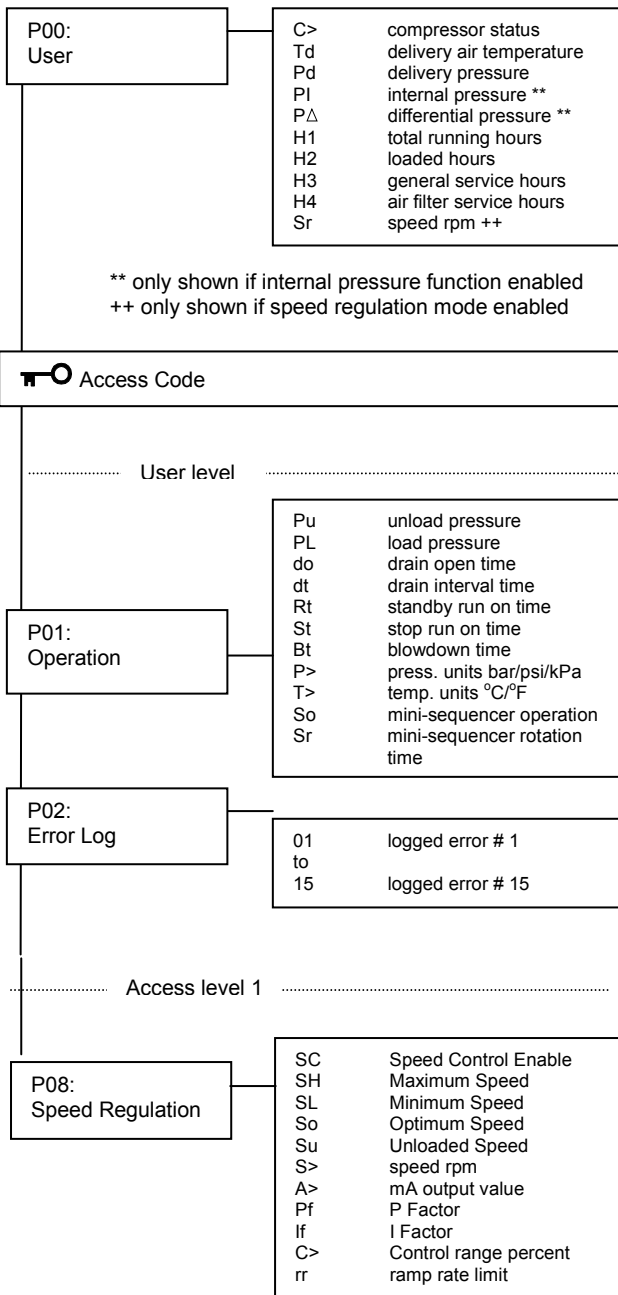 P00:
User
C> compressor status
Td delivery air temperature
Pd delivery pressure
PI internal pressure **
P∆ differential pressure **
H1 total running hours
H2 loaded hours
H3 general service hours
H4 air filter service hours
Sr speed rpm ++
** only shown if internal pressure function enabled
++ only shown if speed regulation mode enabled
Access Code
User level
P01:
Operation
Pu unload pressure
PL load pressure
do drain open time
dt drain interval time
Rt standby run on time
St stop run on time
Bt blowdown time
P> press. units bar/psi/kPa
T> temp. units °C/°F
So mini-sequencer operation
Sr mini-sequencer rotation
time
P02:
Error Log
01 logged error # 1
to
15 logged error # 15
Access level 1
P08:
Speed Regulation
SC Speed Control Enable
SH Maximum Speed
SL Minimum Speed
So Optimum Speed
Su Unloaded Speed
S> speed rpm
A> mA output value
Pf P Factor
If I Factor
C> Control range percent
rr ramp rate limit